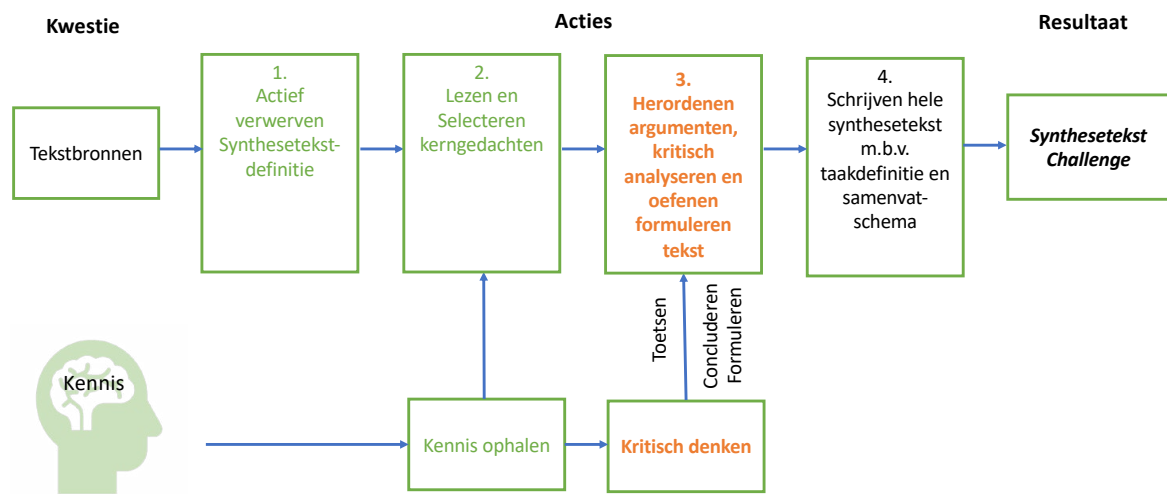 Kwestie
Acties
Resultaat
Tekstbronnen
1.
Actief
verwerven
Synthesetekst-
definitie
2.
Lezen en
Selecteren
kerngedachten
3.
Herordenen
argumenten,
kritisch
analyseren en
oefenen
formuleren
tekst
4.
Schrijven hele
synthesetekst
m.b.v.
taakdefinitie en
samenvat-
schema
Synthesetekst
Challenge
Toetsen
Concluderen
Formuleren
Kennis
Kennis ophalen
Kritisch denken